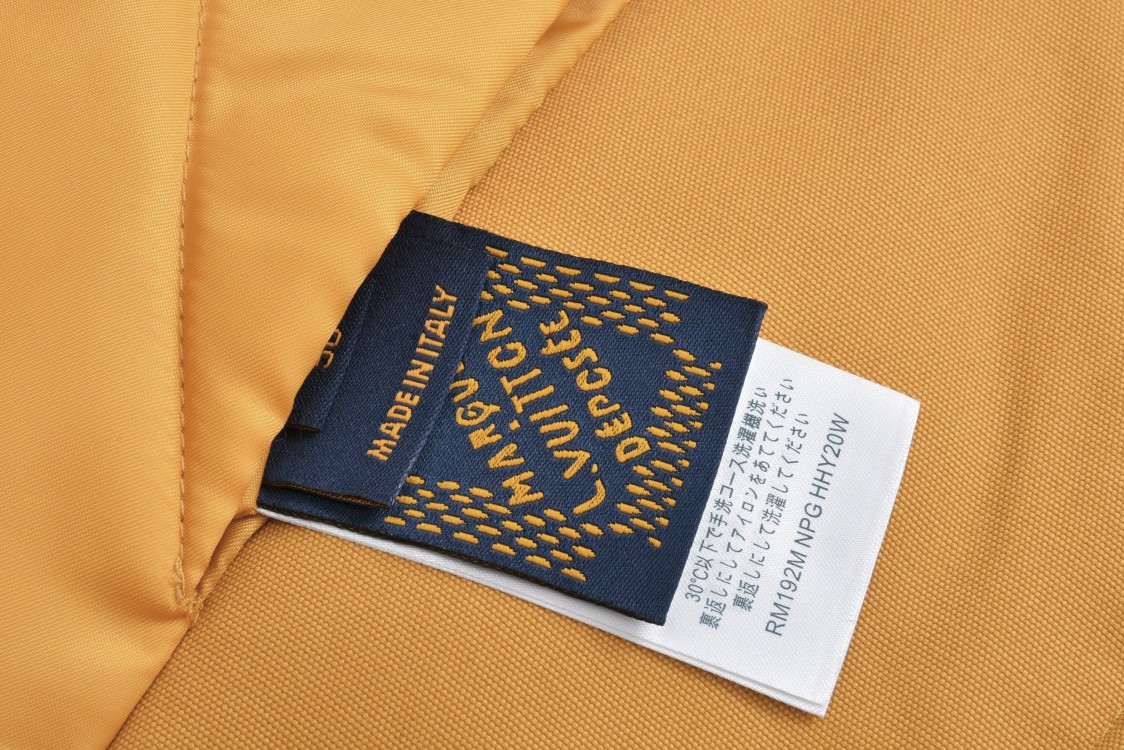 MADE IN ITALY
MARQU
L.VUITTON
DEPOSEE
30°C以下で手洗コース洗濯機洗い
裏返しにしてアイロンをあててください
裏返しにして洗濯してください
RM192M NPG HHY20W